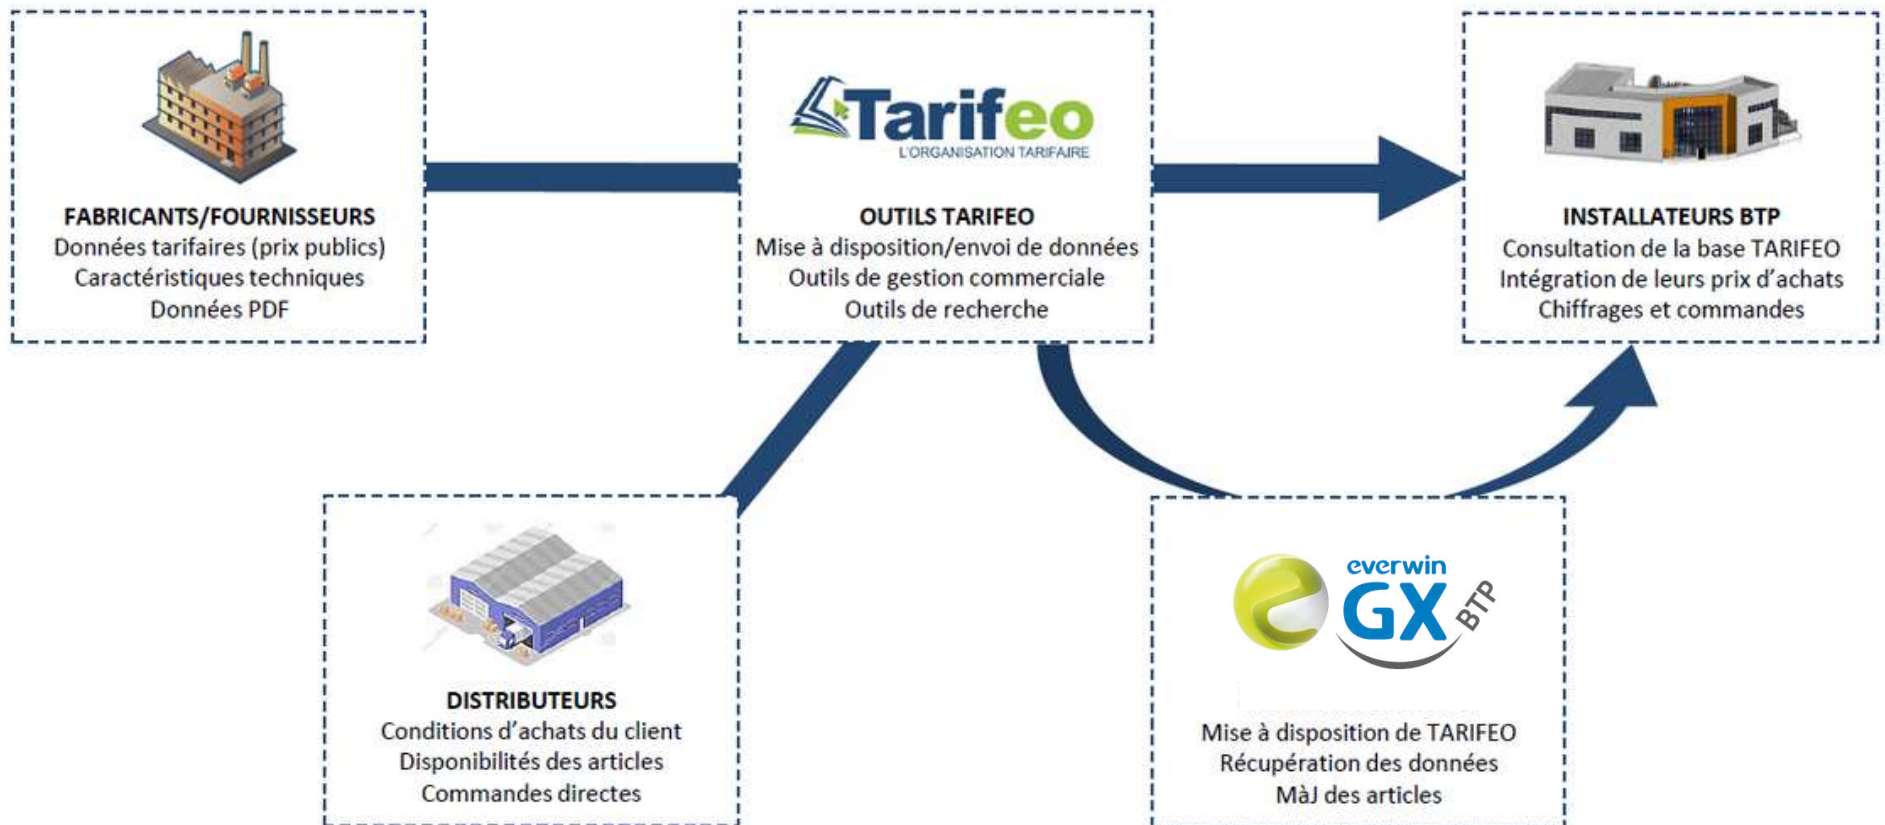 FABRICANTS/FOURNISSEURS
Données tarifaires (prix publics)
Caractéristiques techniques
Données PDF
Tarifeo
L'ORGANISATION TARIFAIRE
OUTILS TARIFEO
Mise à disposition/envoi de données
Outils de gestion commerciale
Outils de recherche
INSTALLATEURS BTP
Consultation de la base TARIFEO
Intégration de leurs prix d'achats
Chiffrages et commandes
DISTRIBUTEURS
Conditions d'achats du client
Disponibilités des articles
Commandes directes
everwin
GX BTP
Mise à disposition de TARIFEO
Récupération des données
MàJ des articles